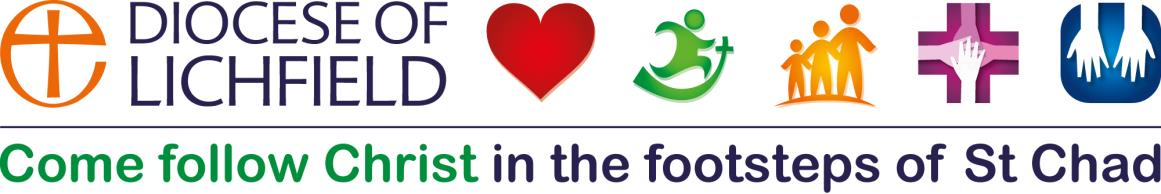 DIOCESE OF
LICHFIELD
Come follow Christ in the footsteps of St Chad